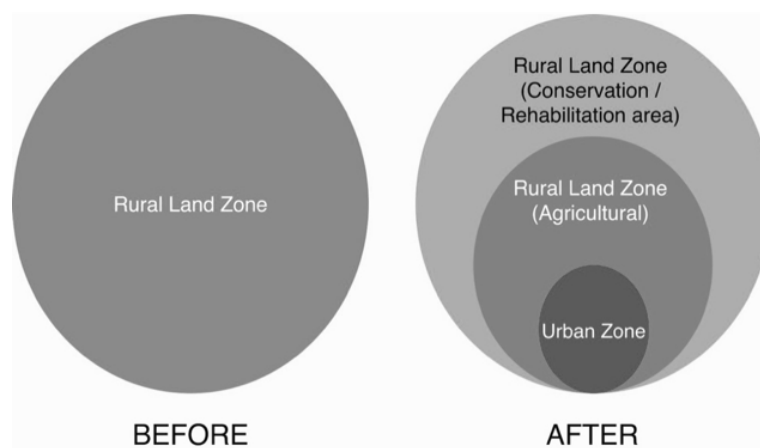 Rural Land Zone
BEFORE
Rural Land Zone
(Conservation /
Rehabilitation area)
Rural Land Zone
(Agricultural)
Urban Zone
AFTER